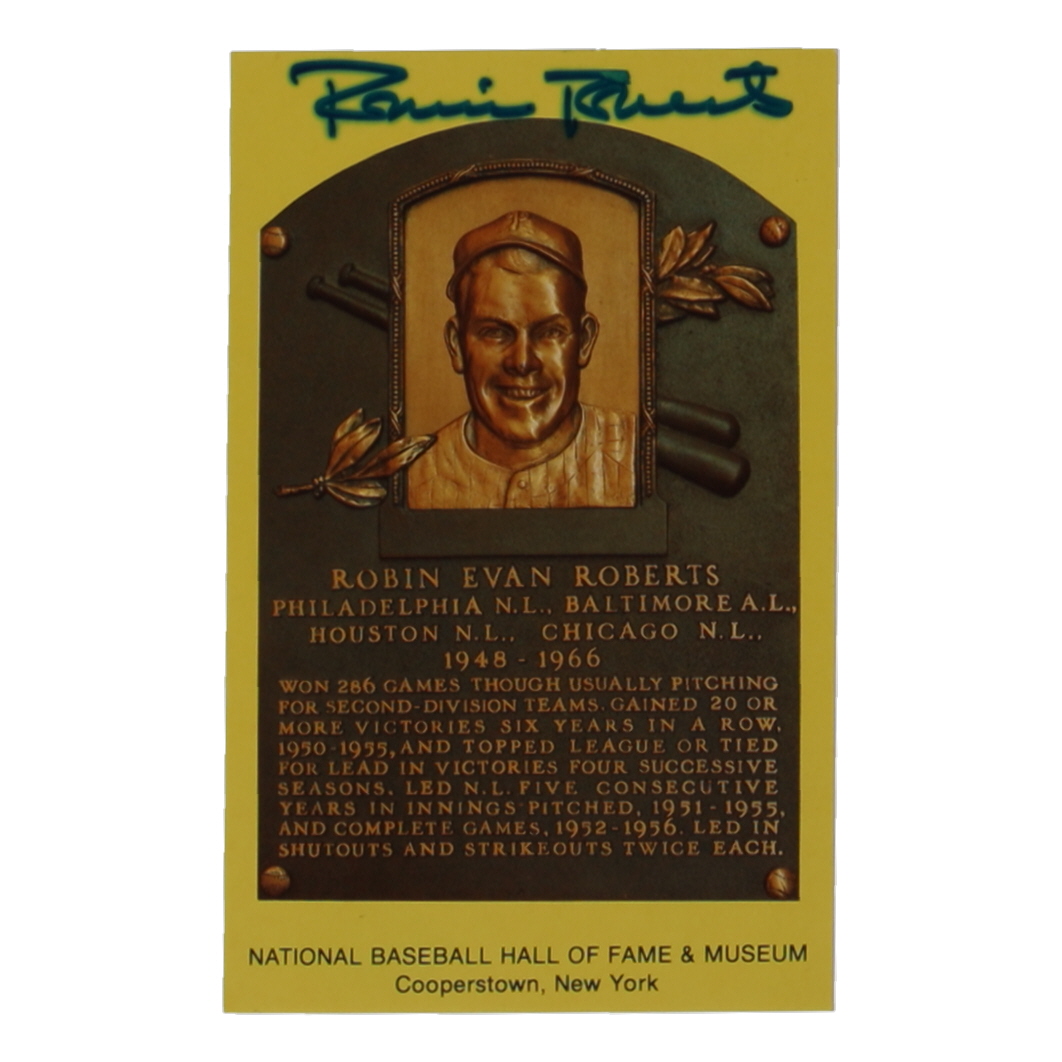 Robin Roberts
ROBIN EVAN ROBERTS
PHILADELPHIA N.L., BALTIMORE A.L.,
HOUSTON N.L., CHICAGO N.L.,
1948 - 1966
WON 286 GAMES THOUGH USUALLY PITCHING
FOR SECOND-DIVISION TEAMS. GAINED 20 OR
MORE VICTORIES SIX YEARS IN A ROW,
1950-1955, AND TOPPED LEAGUE OR TIED
FOR LEAD IN VICTORIES FOUR SUCCESSIVE
SEASONS. LED N.L. FIVE CONSECUTIVE
YEARS IN INNINGS PITCHED, 1951-1955,
AND COMPLETE GAMES, 1952-1956. LED IN
SHUTOUTS AND STRIKEOUTS TWICE EACH.
NATIONAL BASEBALL HALL OF FAME & MUSEUM
Cooperstown, New York